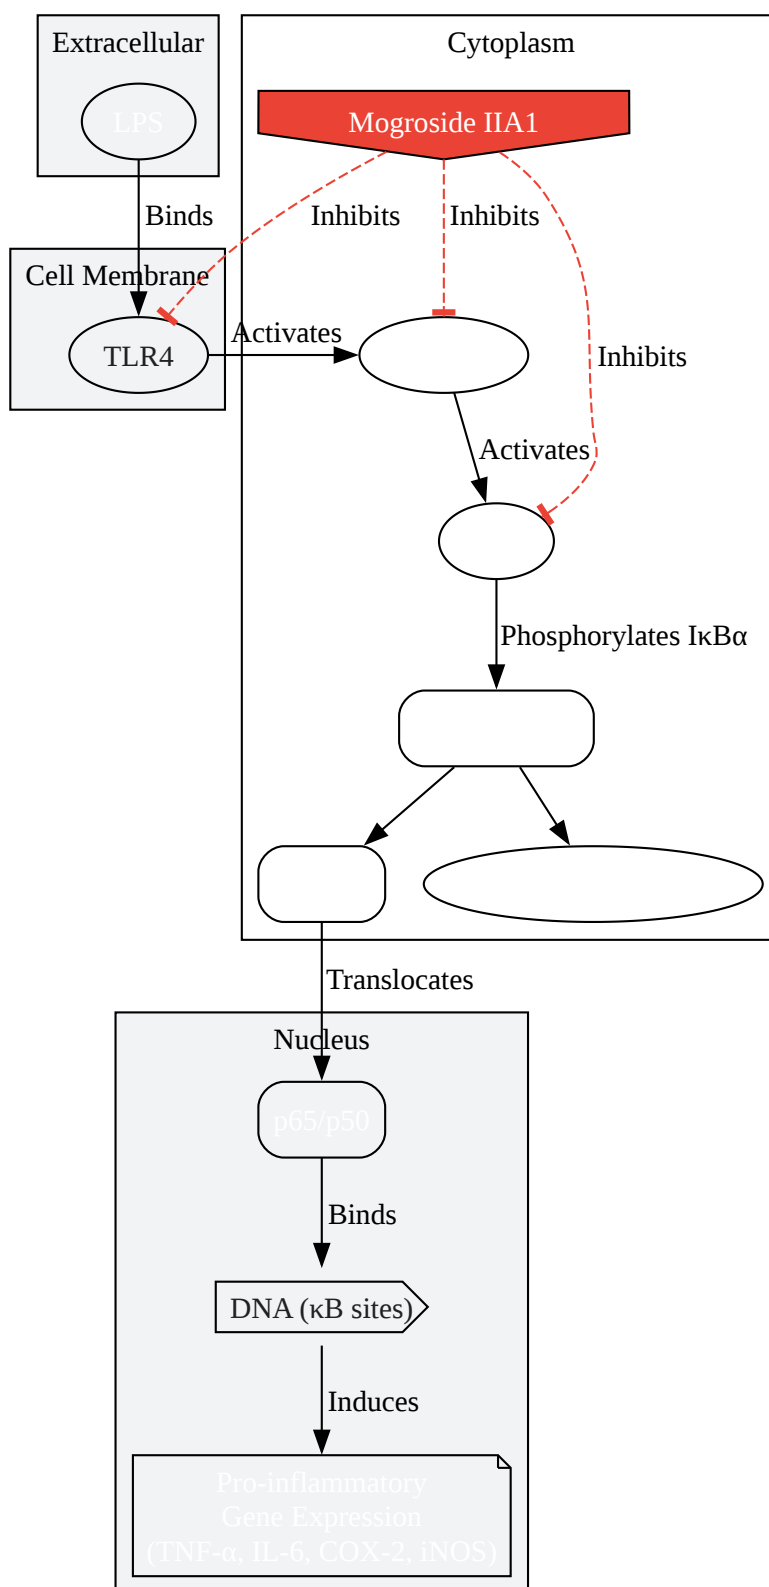 Extracellular
Cytoplasm
LPS
Mogroside IIA1
Binds
Inhibits
Inhibits
Cell Membrane
TLR4
Activates
Inhibits
Activates
Phosphorylates IκBα
Translocates
Nucleus
p65/p50
Binds
DNA (κB sites)
Induces
Pro-inflammatory
Gene Expression
(TNF-α, IL-6, COX-2, iNOS)